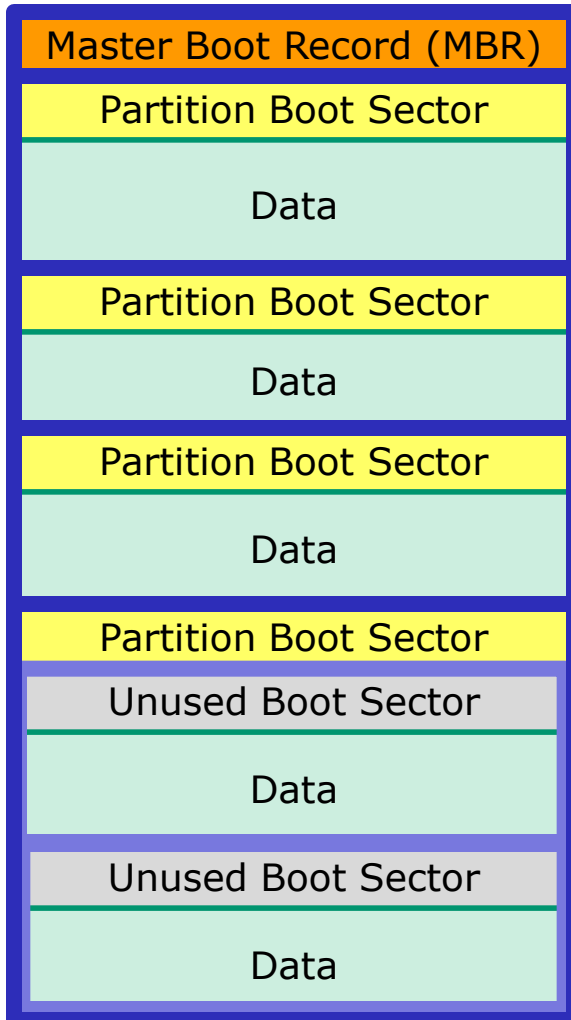 Master Boot Record (MBR)
Partition Boot Sector
Data
Partition Boot Sector
Data
Partition Boot Sector
Data
Partition Boot Sector
Unused Boot Sector
Data
Unused Boot Sector
Data